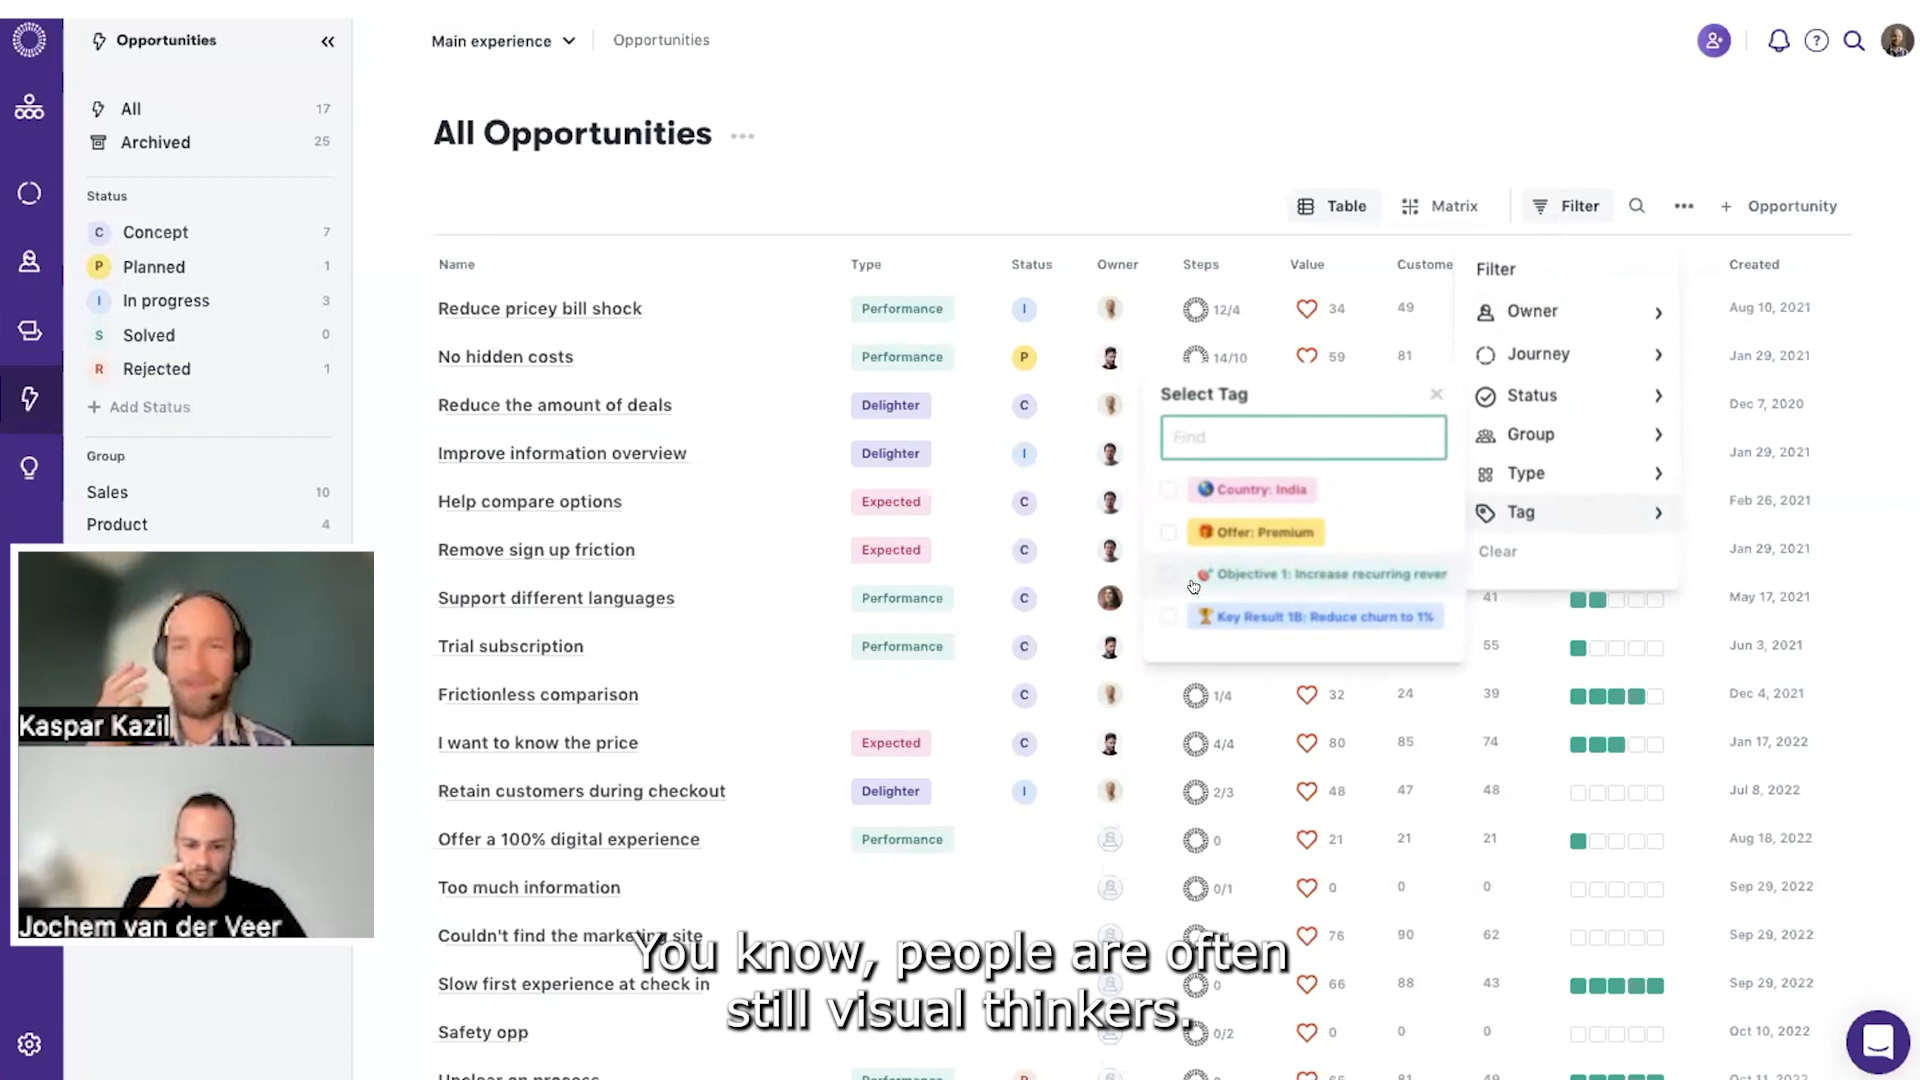 Opportunities
Main experience
Opportunities
All 17
Archived 25
All Opportunities
Status
Table
Matrix
Filter
+ Opportunity
C Concept 7
P Planned 1
I In progress 3
S Solved 0
R Rejected 1
+ Add Status
Group
Sales 10
Product 4
Name Type Status Owner Steps Value Custome Created
Reduce pricey bill shock Performance I 12/4 34 49 Aug 10, 2021
No hidden costs Performance P 14/10 59 81 Jan 29, 2021
Reduce the amount of deals Delighter C Dec 7, 2020
Improve information overview Delighter I Jan 29, 2021
Help compare options Expected C Feb 26, 2021
Remove sign up friction Expected C Jan 29, 2021
Support different languages Performance C 41 May 17, 2021
Trial subscription Performance C 55 Jun 3, 2021
Frictionless comparison C 1/4 32 24 39 Dec 4, 2021
I want to know the price Expected C 4/4 80 85 74 Jan 17, 2022
Retain customers during checkout Delighter I 2/3 48 47 48 Jul 8, 2022
Offer a 100% digital experience Performance 0 21 21 21 Aug 18, 2022
Too much information 0/1 0 0 0 Sep 29, 2022
Couldn't find the marketing site 76 90 62 Sep 29, 2022
Slow first experience at check in 0 66 88 43 Sep 29, 2022
Safety opp 0/2 0 0 0 Oct 10, 2022
Filter
Owner
Journey
Status
Group
Type
Tag
Clear
Select Tag
Find
Country: India
Offer: Premium
Objective 1: Increase recurring rever
Key Result 1B: Reduce churn to 1%
Kaspar Kazil
Jochem van der Veer
You know, people are often
still visual thinkers.